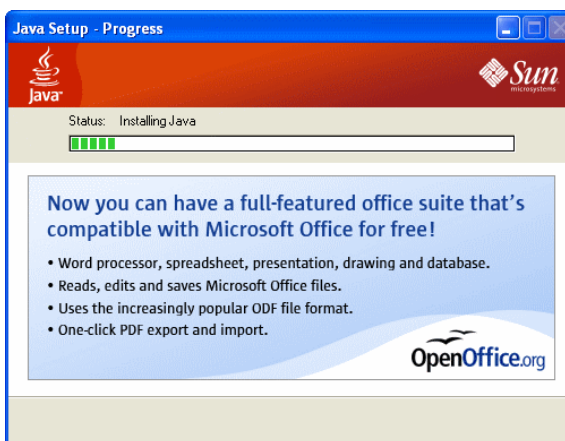 Java Setup - Progress
Java
Sun
microsystems
Status: Installing Java
Now you can have a full-featured office suite that's
compatible with Microsoft Office for free!
• Word processor, spreadsheet, presentation, drawing and database.
• Reads, edits and saves Microsoft Office files.
• Uses the increasingly popular ODF file format.
• One-click PDF export and import.
OpenOffice.org